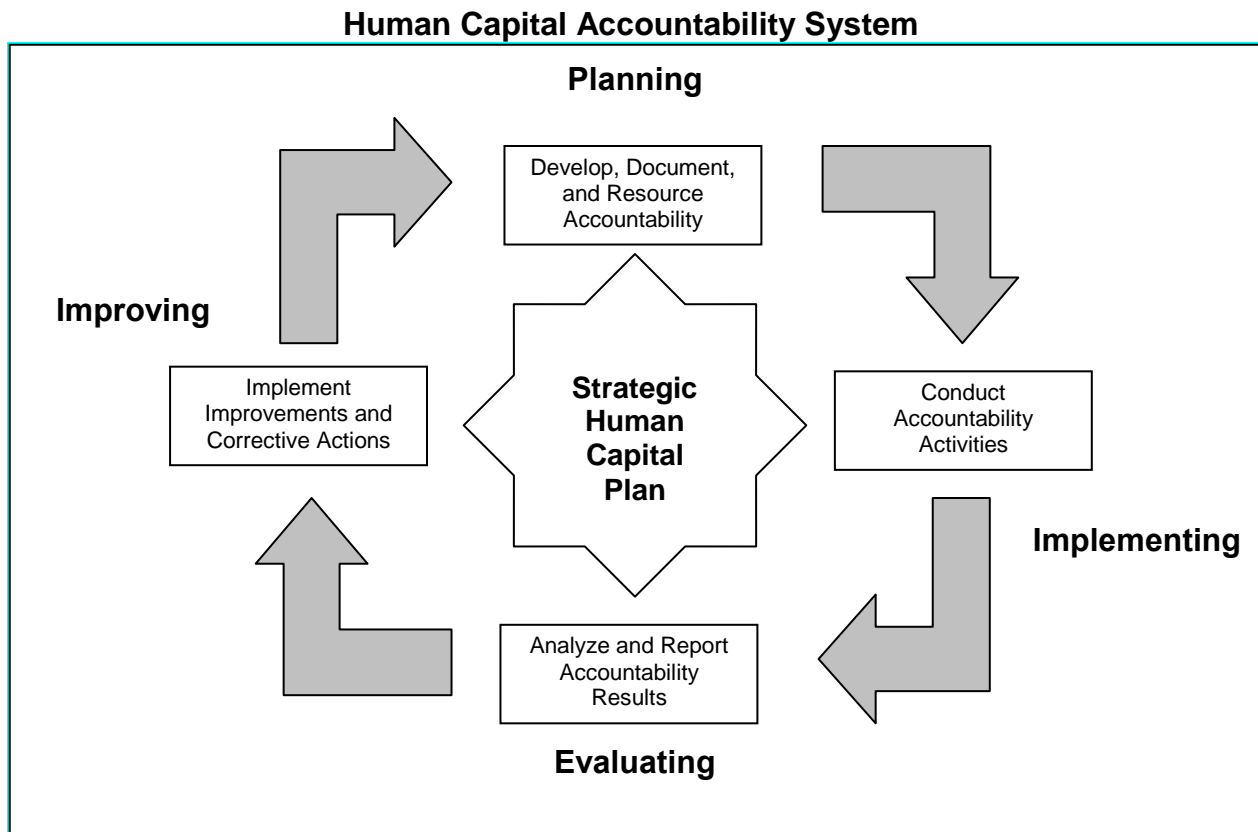 Human Capital Accountability System
Planning
Develop, Document,
and Resource
Accountability
Improving
Implement
Improvements and
Corrective Actions
Strategic
Human
Capital
Plan
Conduct
Accountability
Activities
Implementing
Analyze and Report
Accountability
Results
Evaluating